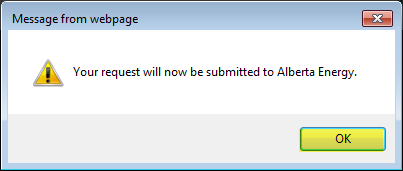 Message from webpage
Your request will now be submitted to Alberta Energy.
OK